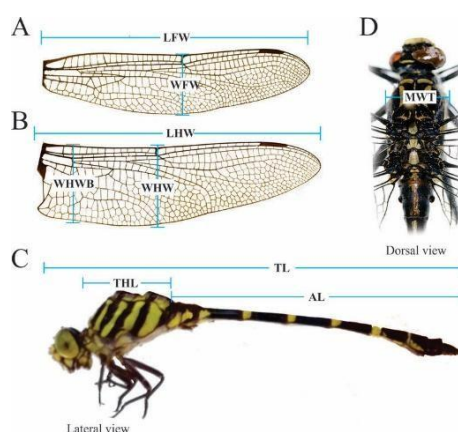 A
LFW
WFW
B
LHW
WHWB
WHW
D
MWT
Dorsal view
C
TL
THL
AL
Lateral view